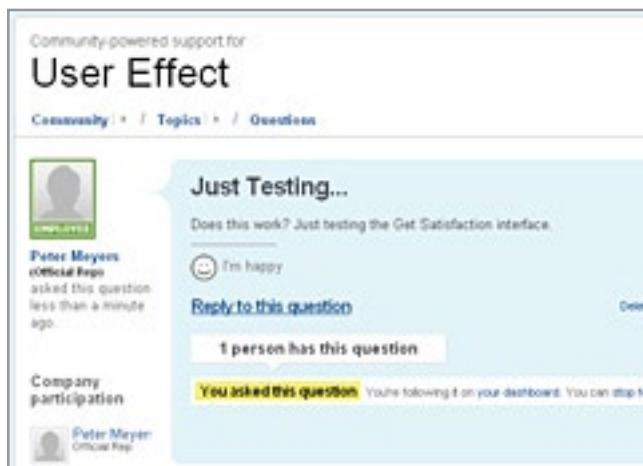 Community-powered support for
User Effect
Community / Topics / Questions
EMPLOYEE
Peter Meyers
(Official Rep)
asked this question
less than a minute
ago.
Just Testing...
Does this work? Just testing the Get Satisfaction interface.
I'm happy
Reply to this question
Dele
1 person has this question
You asked this question You're following it on your dashboard. You can stop f
Company
participation
Peter Meyer
Official Rep